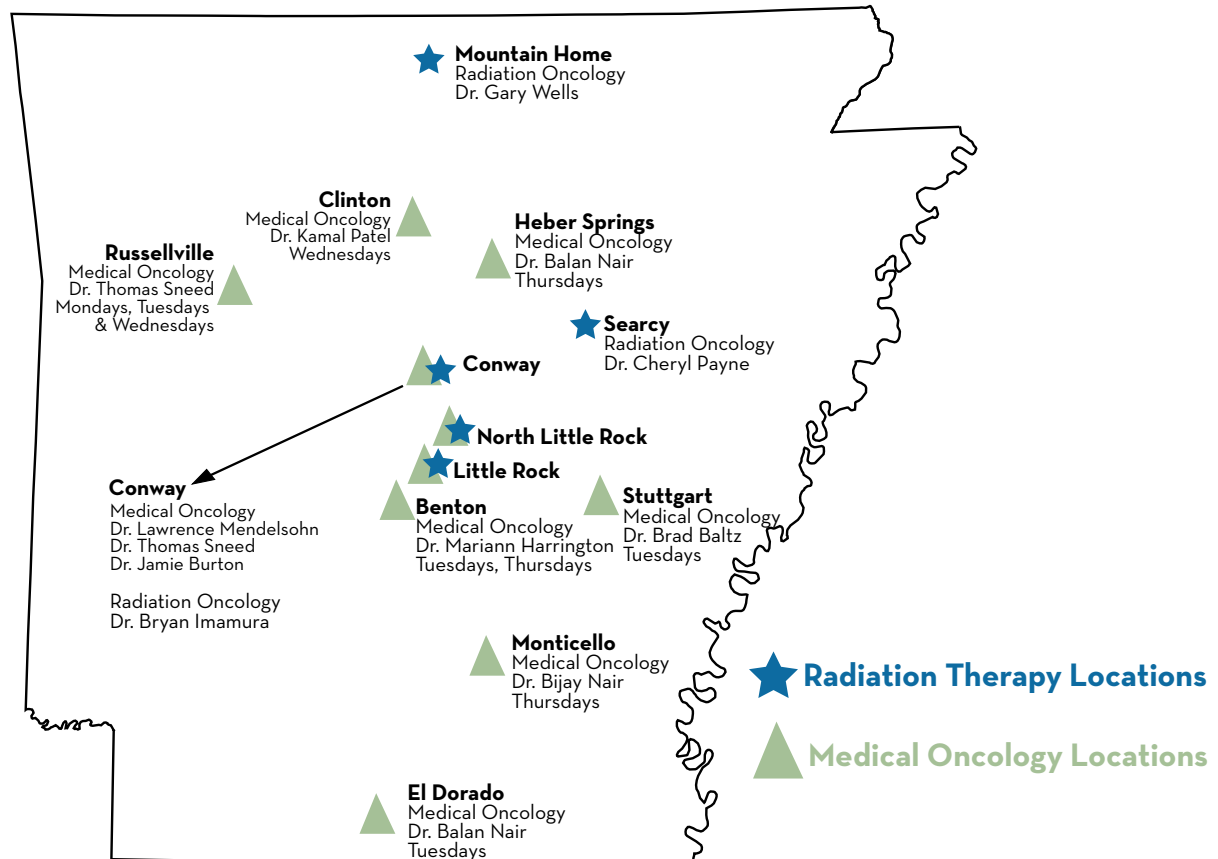 Mountain Home
Radiation Oncology
Dr. Gary Wells
Clinton
Medical Oncology
Dr. Kamal Patel
Wednesdays
Heber Springs
Medical Oncology
Dr. Balan Nair
Thursdays
Russellville
Medical Oncology
Dr. Thomas Sneed
Mondays, Tuesdays
& Wednesdays
Searcy
Radiation Oncology
Dr. Cheryl Payne
Conway
North Little Rock
Little Rock
Conway
Medical Oncology
Dr. Lawrence Mendelsohn
Dr. Thomas Sneed
Dr. Jamie Burton
Radiation Oncology
Dr. Bryan Imamura
Benton
Medical Oncology
Dr. Mariann Harrington
Tuesdays, Thursdays
Stuttgart
Medical Oncology
Dr. Brad Baltz
Tuesdays
Monticello
Medical Oncology
Dr. Bijay Nair
Thursdays
Radiation Therapy Locations
Medical Oncology Locations
El Dorado
Medical Oncology
Dr. Balan Nair
Tuesdays